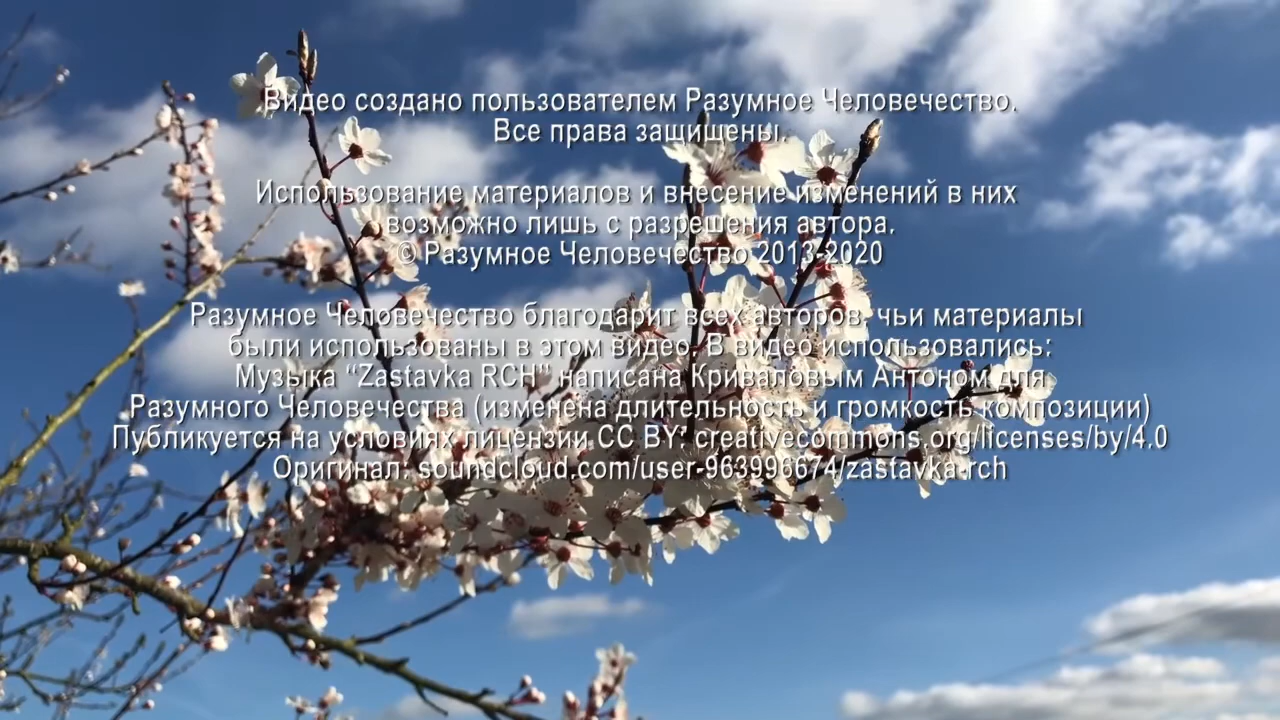 Видео создано пользователем Разумное Человечество.
Все права защищены.
Использование материалов и внесение изменений в них
возможно лишь с разрешения автора.
© Разумное Человечество 2013-2020
Разумное Человечество благодарит всех авторов, чьи материалы
были использованы в этом видео. В видео использовались:
Музыка “Zastavka RCH” написана Криваловым Антоном для
Разумного Человечества (изменена длительность и громкость композиции)
Публикуется на условиях лицензии CC BY: creativecommons.org/licenses/by/4.0
Оригинал: soundcloud.com/user-963996674/zastavka-rch